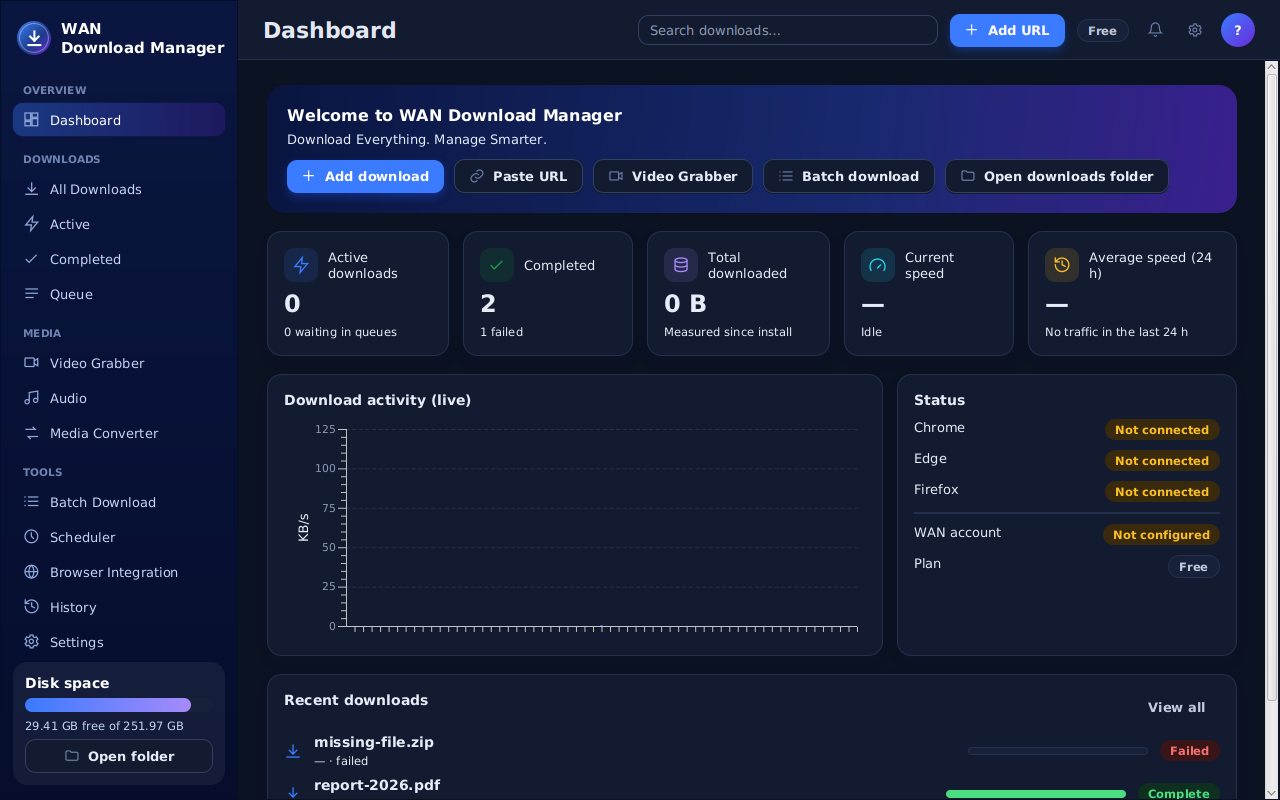 WAN
Download Manager
OVERVIEW
Dashboard
DOWNLOADS
All Downloads
Active
Completed
Queue
MEDIA
Video Grabber
Audio
Media Converter
TOOLS
Batch Download
Scheduler
Browser Integration
History
Settings
Disk space
29.41 GB free of 251.97 GB
Open folder
Dashboard
Search downloads...
Add URL
Free
?
Welcome to WAN Download Manager
Download Everything. Manage Smarter.
Add download
Paste URL
Video Grabber
Batch download
Open downloads folder
Active
downloads
0
0 waiting in queues
Completed
2
1 failed
Total
downloaded
0 B
Measured since install
Current
speed
—
Idle
Average speed (24
h)
—
No traffic in the last 24 h
Download activity (live)
KB/s
125
100
75
50
25
0
Status
Chrome
Not connected
Edge
Not connected
Firefox
Not connected
WAN account
Not configured
Plan
Free
Recent downloads
View all
missing-file.zip
— · failed
Failed
report-2026.pdf
Complete